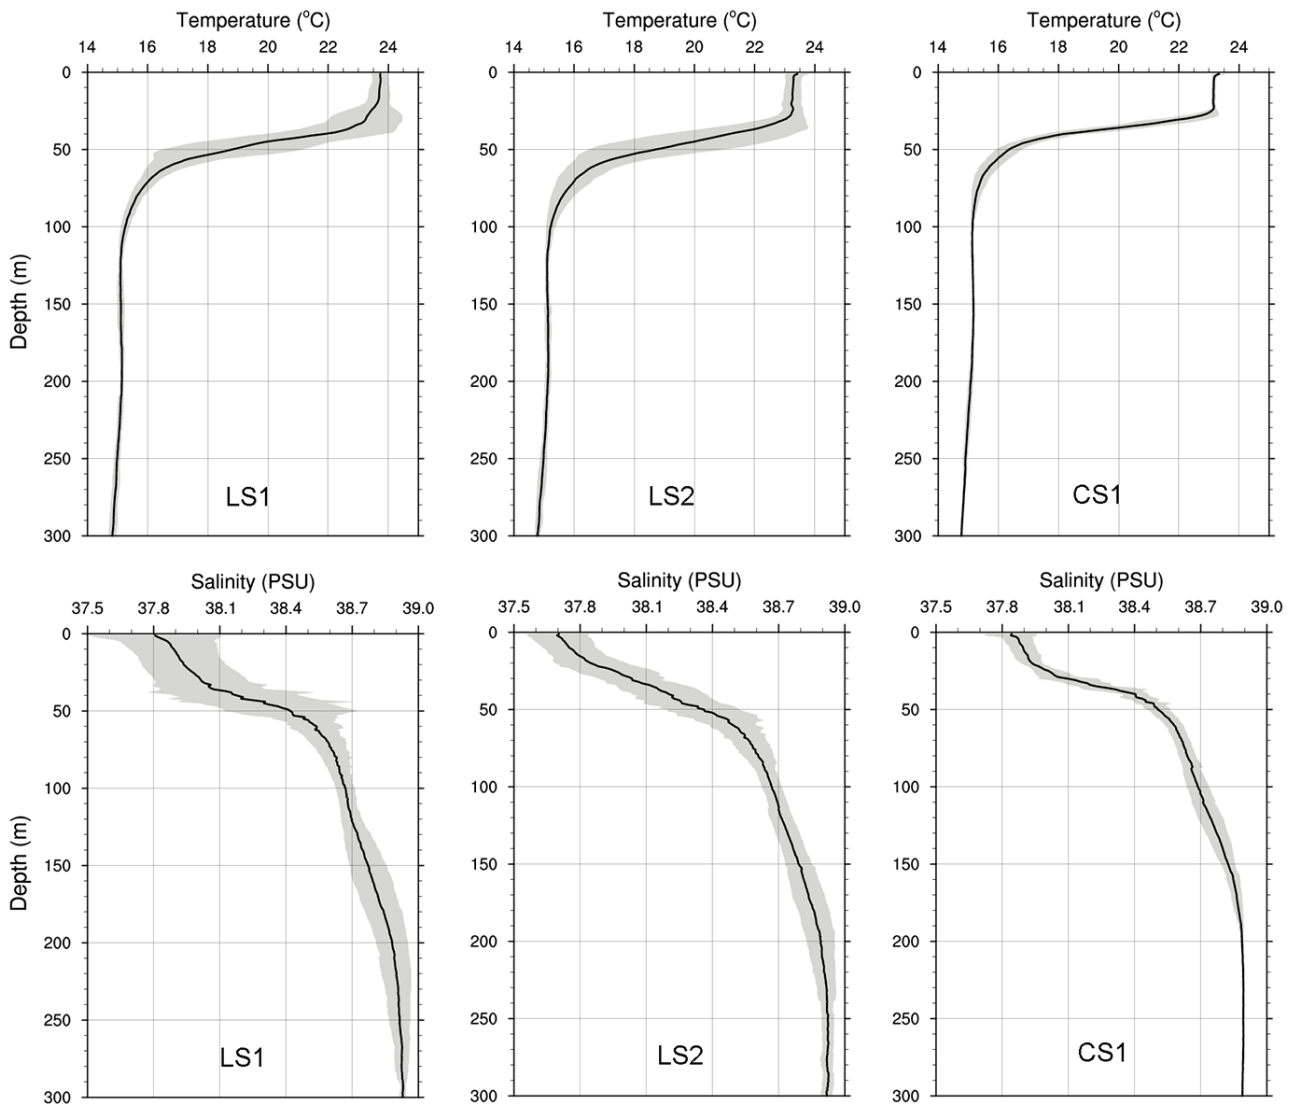 Temperature (°C) Temperature (°C) Temperature (°C)
14 16 18 20 22 24 14 16 18 20 22 24 14 16 18 20 22 24
0 0 0
50 50 50
100 100 100
Depth (m)
150 150 150
200 200 200
250 250 250
LS1 LS2 CS1
300 300 300
Salinity (PSU) Salinity (PSU) Salinity (PSU)
37.5 37.8 38.1 38.4 38.7 39.0 37.5 37.8 38.1 38.4 38.7 39.0 37.5 37.8 38.1 38.4 38.7 39.0
0 0 0
50 50 50
100 100 100
Depth (m)
150 150 150
200 200 200
250 250 250
LS1 LS2 CS1
300 300 300